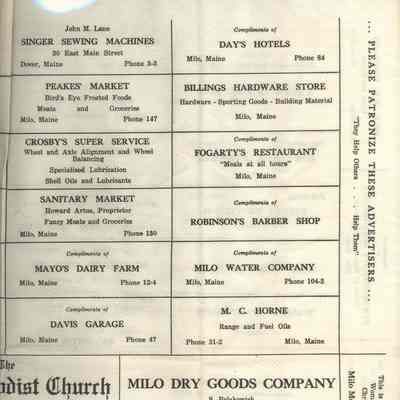 John M. Lane
SINGER SEWING MACHINES
20 East Main Street
Dover, Maine Phone 3-3
Compliments of
DAY'S HOTELS
Milo, Maine Phone 84
PEAKES' MARKET
Bird's Eye Frosted Foods
Meats and Groceries
Milo, Maine Phone 147
BILLINGS HARDWARE STORE
Hardware - Sporting Goods - Building Material
Milo, Maine
CROSBY'S SUPER SERVICE
Wheel and Axle Alignment and Wheel
Balancing
Specialized Lubrication
Shell Oils and Lubricants
Compliments of
FOGARTY'S RESTAURANT
"Meals at all hours"
Milo, Maine
SANITARY MARKET
Howard Artus, Proprietor
Fancy Meats and Groceries
Milo, Maine Phone 130
Compliments of
ROBINSON'S BARBER SHOP
Compliments of
MAYO'S DAIRY FARM
Milo, Maine Phone 12-4
Compliments of
MILO WATER COMPANY
Milo, Maine Phone 104-2
Compliments of
DAVIS GARAGE
Milo, Maine Phone 47
M. C. HORNE
Range and Fuel Oils
Phone 31-2 Milo, Maine
... PLEASE PATRONIZE THESE ADVERTISERS ...
"They Help Others . . . Help Them"
The
odist Church
MILO DRY GOODS COMPANY
This is
Milo M